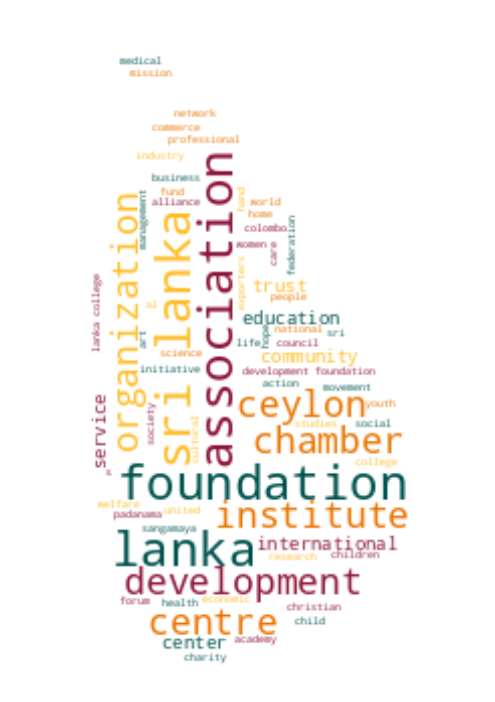 medical
mission
network
commerce
professional
industry
business
fund
alliance
management
hand
world
home
colombo
women
care
federation
organization
sri lanka
association
exporters
trust
people
lanka college
al
art
education
hope
national
sri
life
council
science
community
initiative
development foundation
action
movement
service
society
cultural
ceylon
youth
studies
social
chamber
college
foundation
welfare
padanama
united
institute
sangamaya
lanka
international
research
children
development
forum
health
economic
christian
centre
child
center
academy
charity